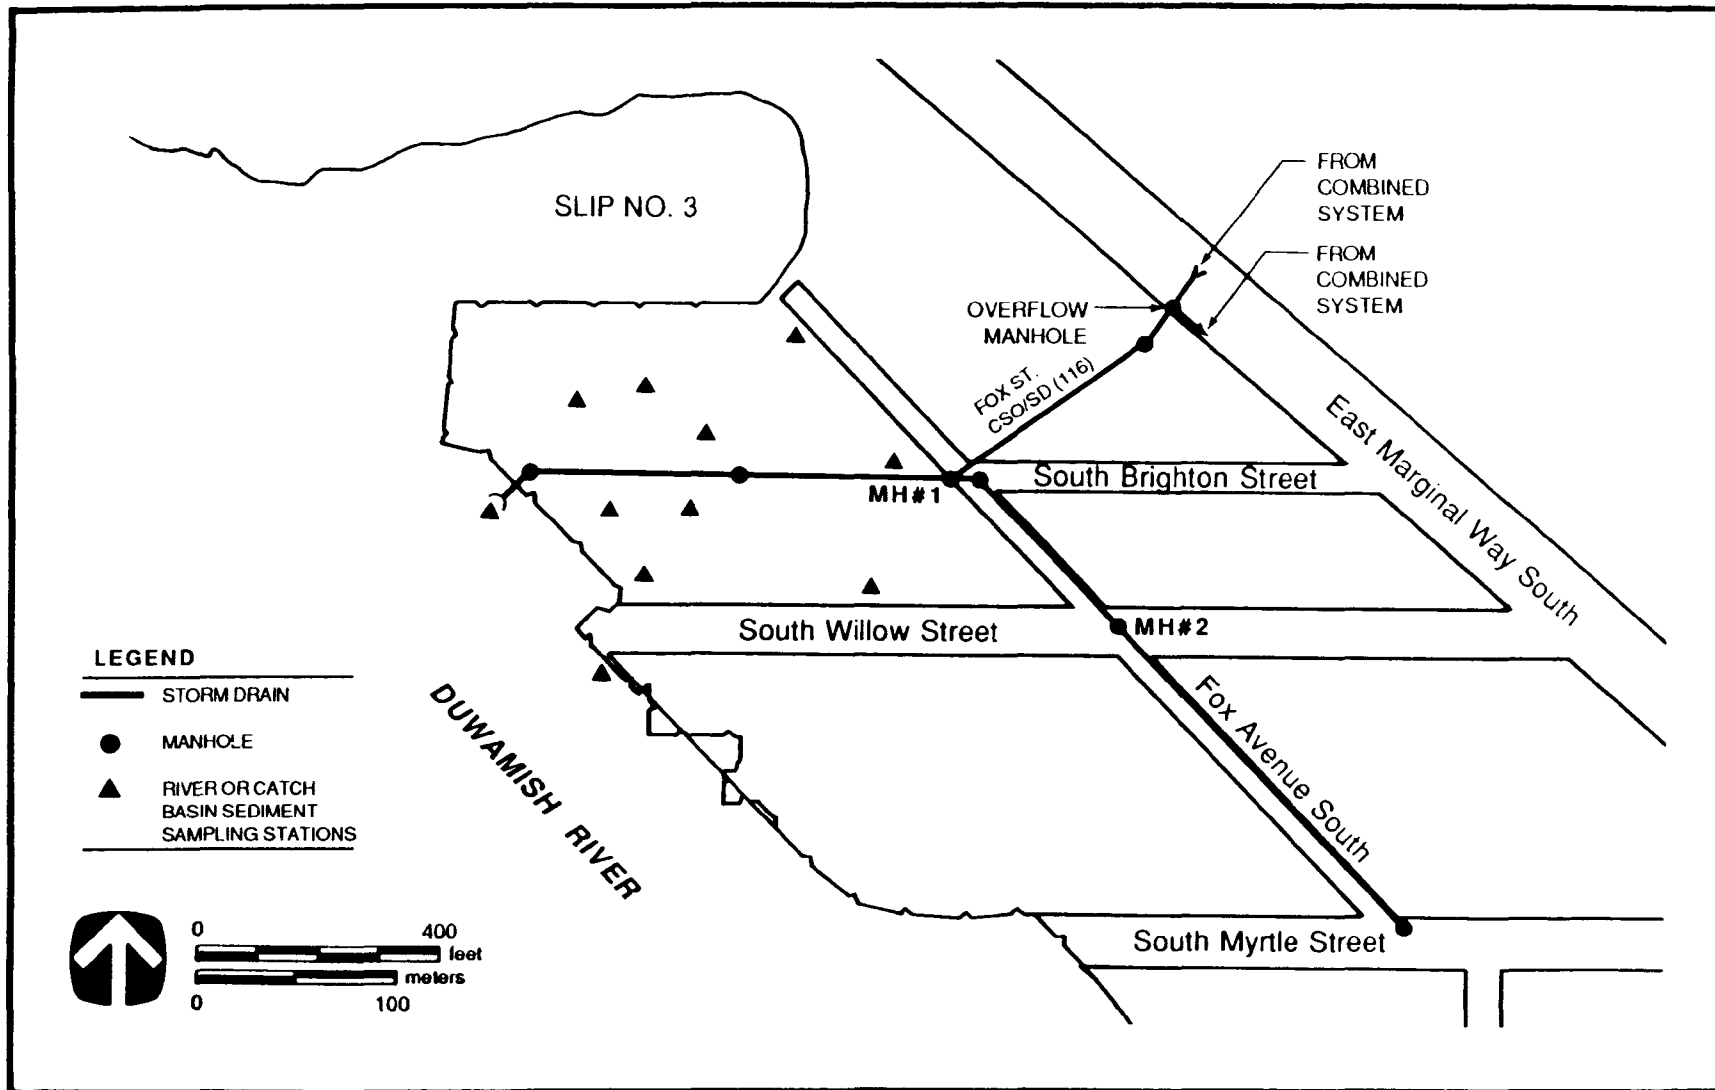 SLIP NO. 3
FROM
COMBINED
SYSTEM
FROM
COMBINED
SYSTEM
OVERFLOW
MANHOLE
FOX ST.
CSO/SD (116)
East Marginal Way South
South Brighton Street
MH#1
South Willow Street
MH#2
Fox Avenue South
South Myrtle Street
DUWAMISH RIVER
LEGEND
STORM DRAIN
MANHOLE
RIVER OR CATCH
BASIN SEDIMENT
SAMPLING STATIONS
0 400
feet
meters
0 100